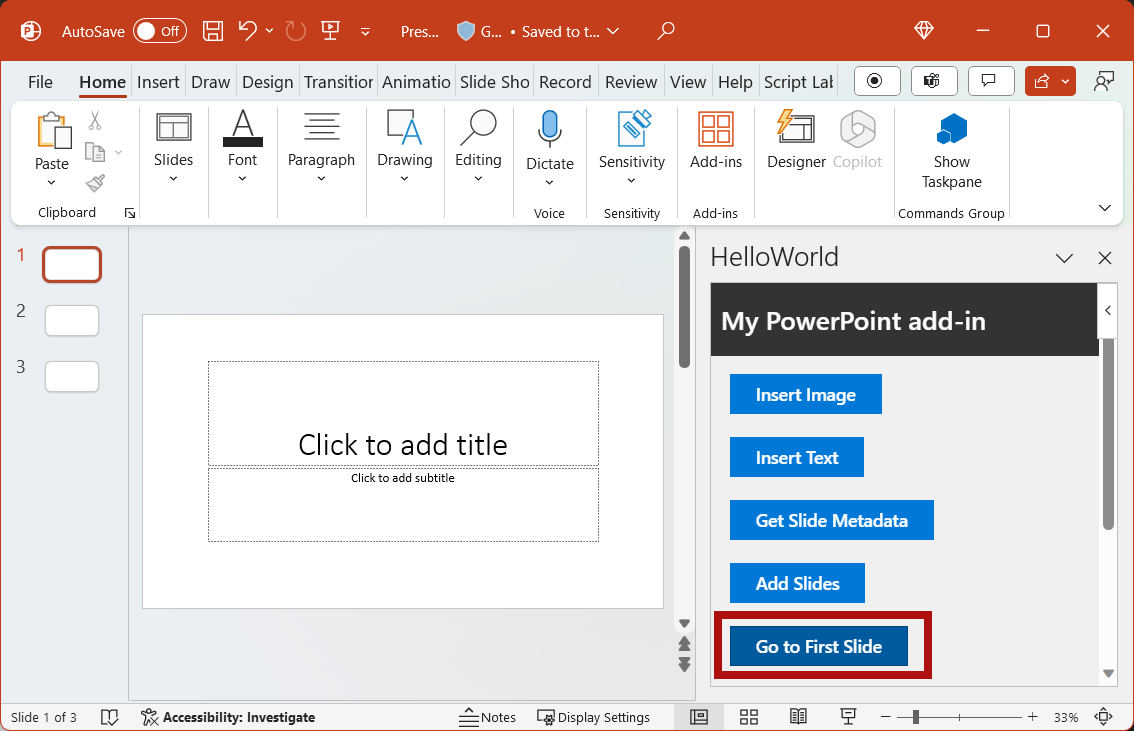 AutoSave Off Pres... G... • Saved to t...
File Home Insert Draw Design Transition Animatio Slide Sho Record Review View Help Script Lab
Paste
Slides
Font
Paragraph
Drawing
Editing
Dictate
Sensitivity
Add-ins
Designer
Copilot
Show
Taskpane
Clipboard
Voice
Sensitivity
Add-ins
Commands Group
1
2
3
Click to add title
Click to add subtitle
HelloWorld
My PowerPoint add-in
Insert Image
Insert Text
Get Slide Metadata
Add Slides
Go to First Slide
Slide 1 of 3 Accessibility: Investigate Notes Display Settings 33%